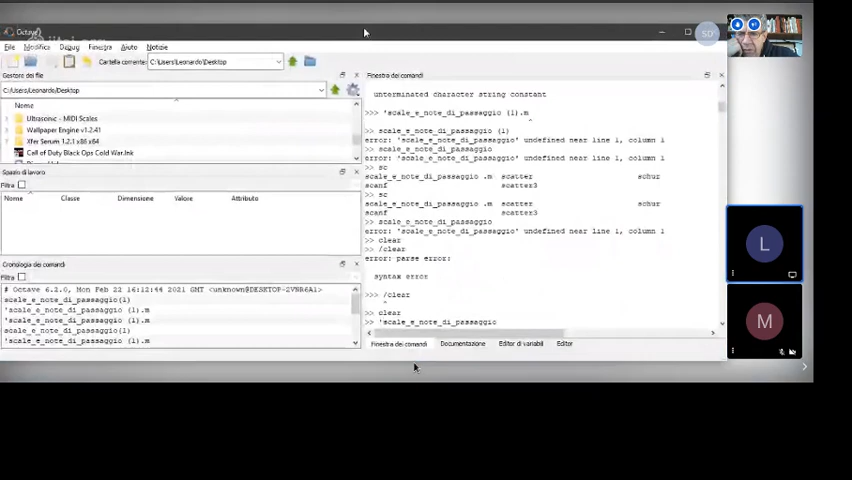 Octave
jitsi.org
SD
File Modifica Debug Finestra Aiuto Notizie
Cartella corrente: C:\Users\Leonardo\Desktop
Gestore dei file
C:/Users/Leonardo/Desktop
Nome
Ultrasonic - MIDI Scales
Wallpaper Engine v1.2.41
Xfer Serum 1.2.1 x86 x64
Call of Duty Black Ops Cold War.lnk
Spazio di lavoro
Filtra
Nome Classe Dimensione Valore Attributo
Cronologia dei comandi
Filtra
# Octave 6.2.0, Mon Feb 22 16:12:44 2021 GMT <unknown@DESKTOP-2VNR6A1>
scale_e_note_di_passaggio(1)
'scale_e_note_di_passaggio (1).m
'scale_e_note_di_passaggio (1).m
scale_e_note_di_passaggio(1)
'scale_e_note_di_passaggio (1).m
Finestra dei comandi
unterminated character string constant
>>> 'scale_e_note_di_passaggio (1).m
^
>> scale_e_note_di_passaggio (1)
error: 'scale_e_note_di_passaggio' undefined near line 1, column 1
>> scale_e_note_di_passaggio
error: 'scale_e_note_di_passaggio' undefined near line 1, column 1
>> sc
scale_e_note_di_passaggio .m scatter schur
scanf scatter3
>> sc
scale_e_note_di_passaggio .m scatter schur
scanf scatter3
>> scale_e_note_di_passaggio
error: 'scale_e_note_di_passaggio' undefined near line 1, column 1
>> clear
>> /clear
error: parse error:
syntax error
>>> /clear
^
>> clear
>> 'scale_e_note_di_passaggio
Finestra dei comandi Documentazione Editor di variabili Editor
L
M